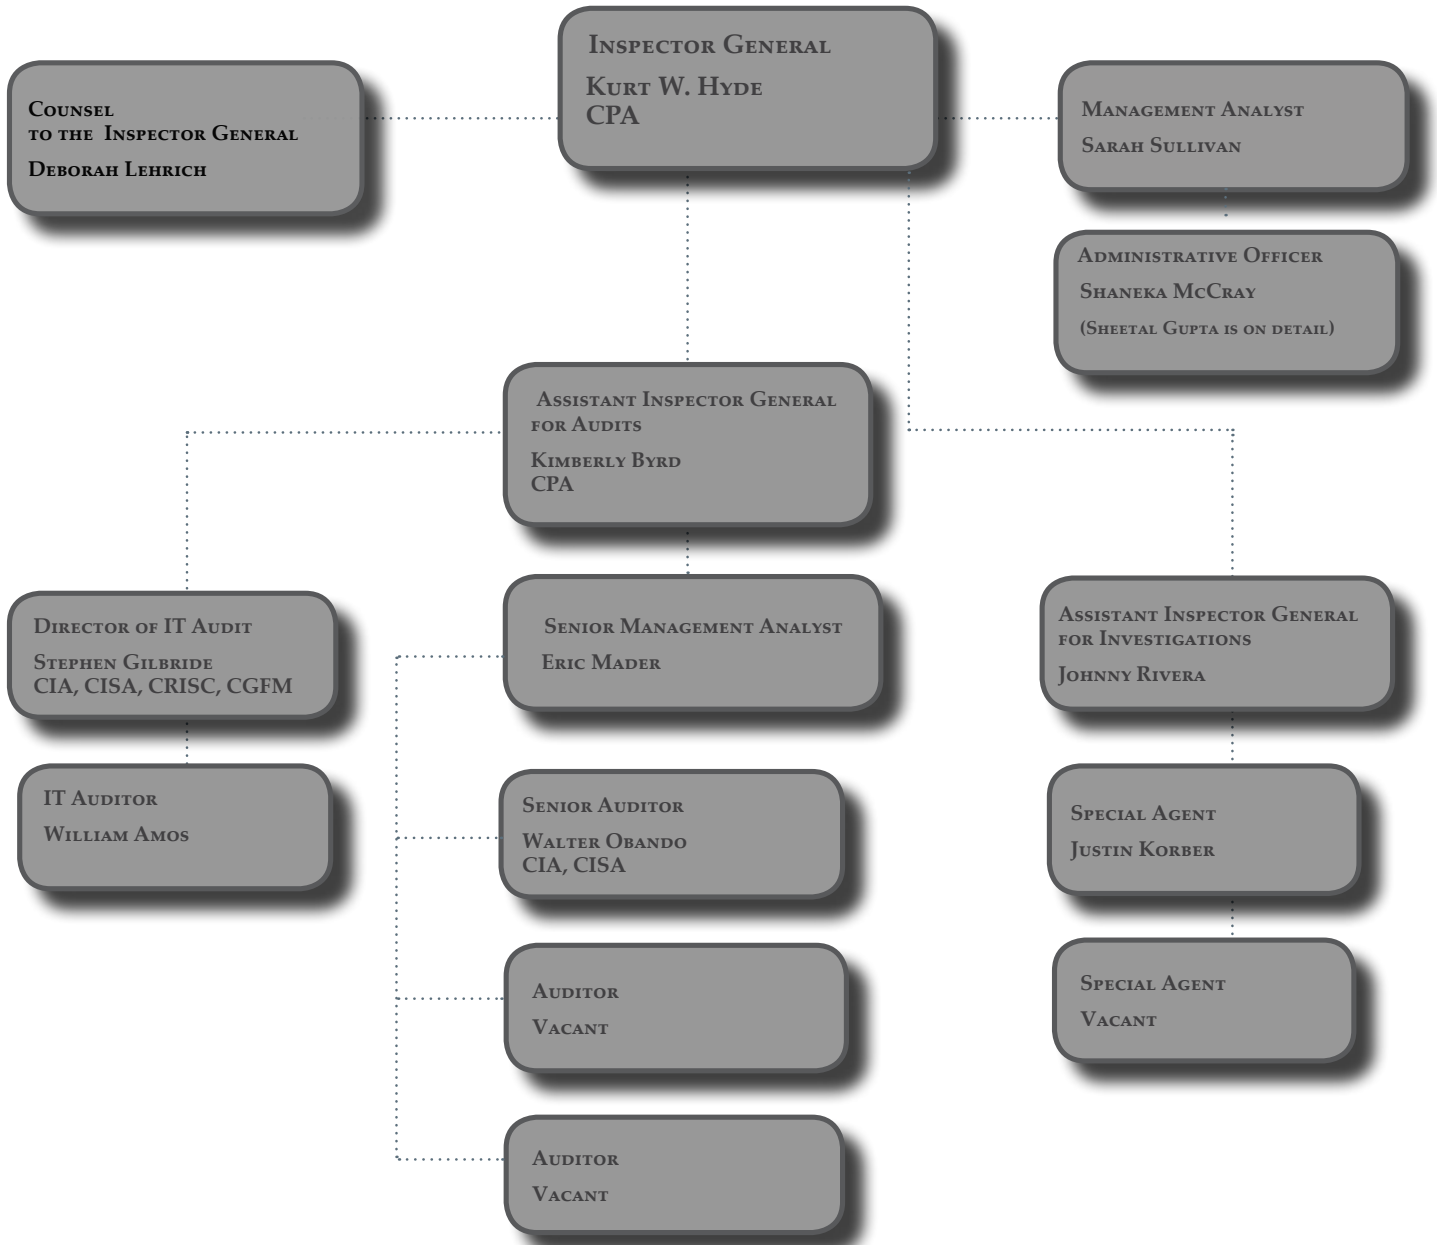 Inspector General
Kurt W. Hyde
CPA
Counsel
to the Inspector General
Deborah Lehrich
Management Analyst
Sarah Sullivan
Administrative Officer
Shaneka McCray
(Sheetal Gupta is on detail)
Assistant Inspector General
for Audits
Kimberly Byrd
CPA
Director of IT Audit
Stephen Gilbride
CIA, CISA, CRISC, CGFM
Senior Management Analyst
Eric Mader
Assistant Inspector General
for Investigations
Johnny Rivera
IT Auditor
William Amos
Senior Auditor
Walter Obando
CIA, CISA
Special Agent
Justin Korber
Auditor
Vacant
Special Agent
Vacant
Auditor
Vacant